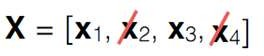 X = [x₁, x₂, x₃, x₄]